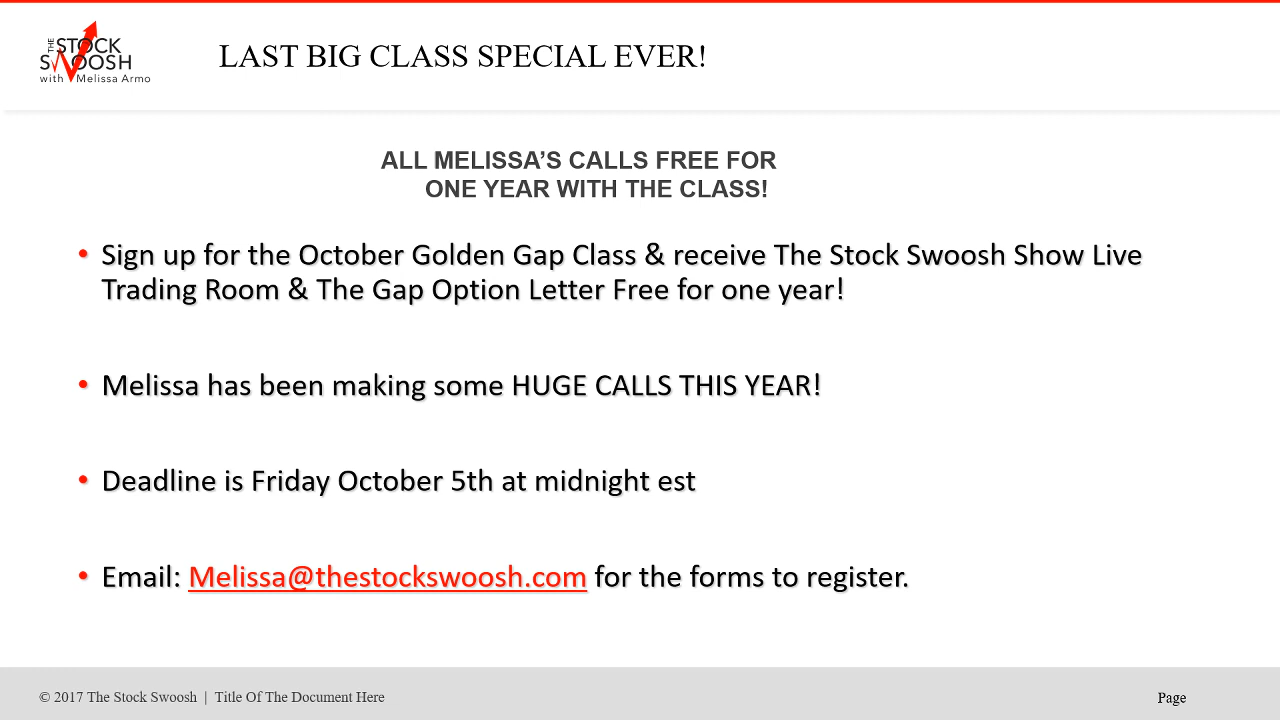 THE
STOCK
SWOOSH
with Melissa Armo
LAST BIG CLASS SPECIAL EVER!
ALL MELISSA’S CALLS FREE FOR
ONE YEAR WITH THE CLASS!
• Sign up for the October Golden Gap Class & receive The Stock Swoosh Show Live
Trading Room & The Gap Option Letter Free for one year!
• Melissa has been making some HUGE CALLS THIS YEAR!
• Deadline is Friday October 5th at midnight est
• Email: Melissa@thestockswoosh.com for the forms to register.
© 2017 The Stock Swoosh | Title Of The Document Here
Page